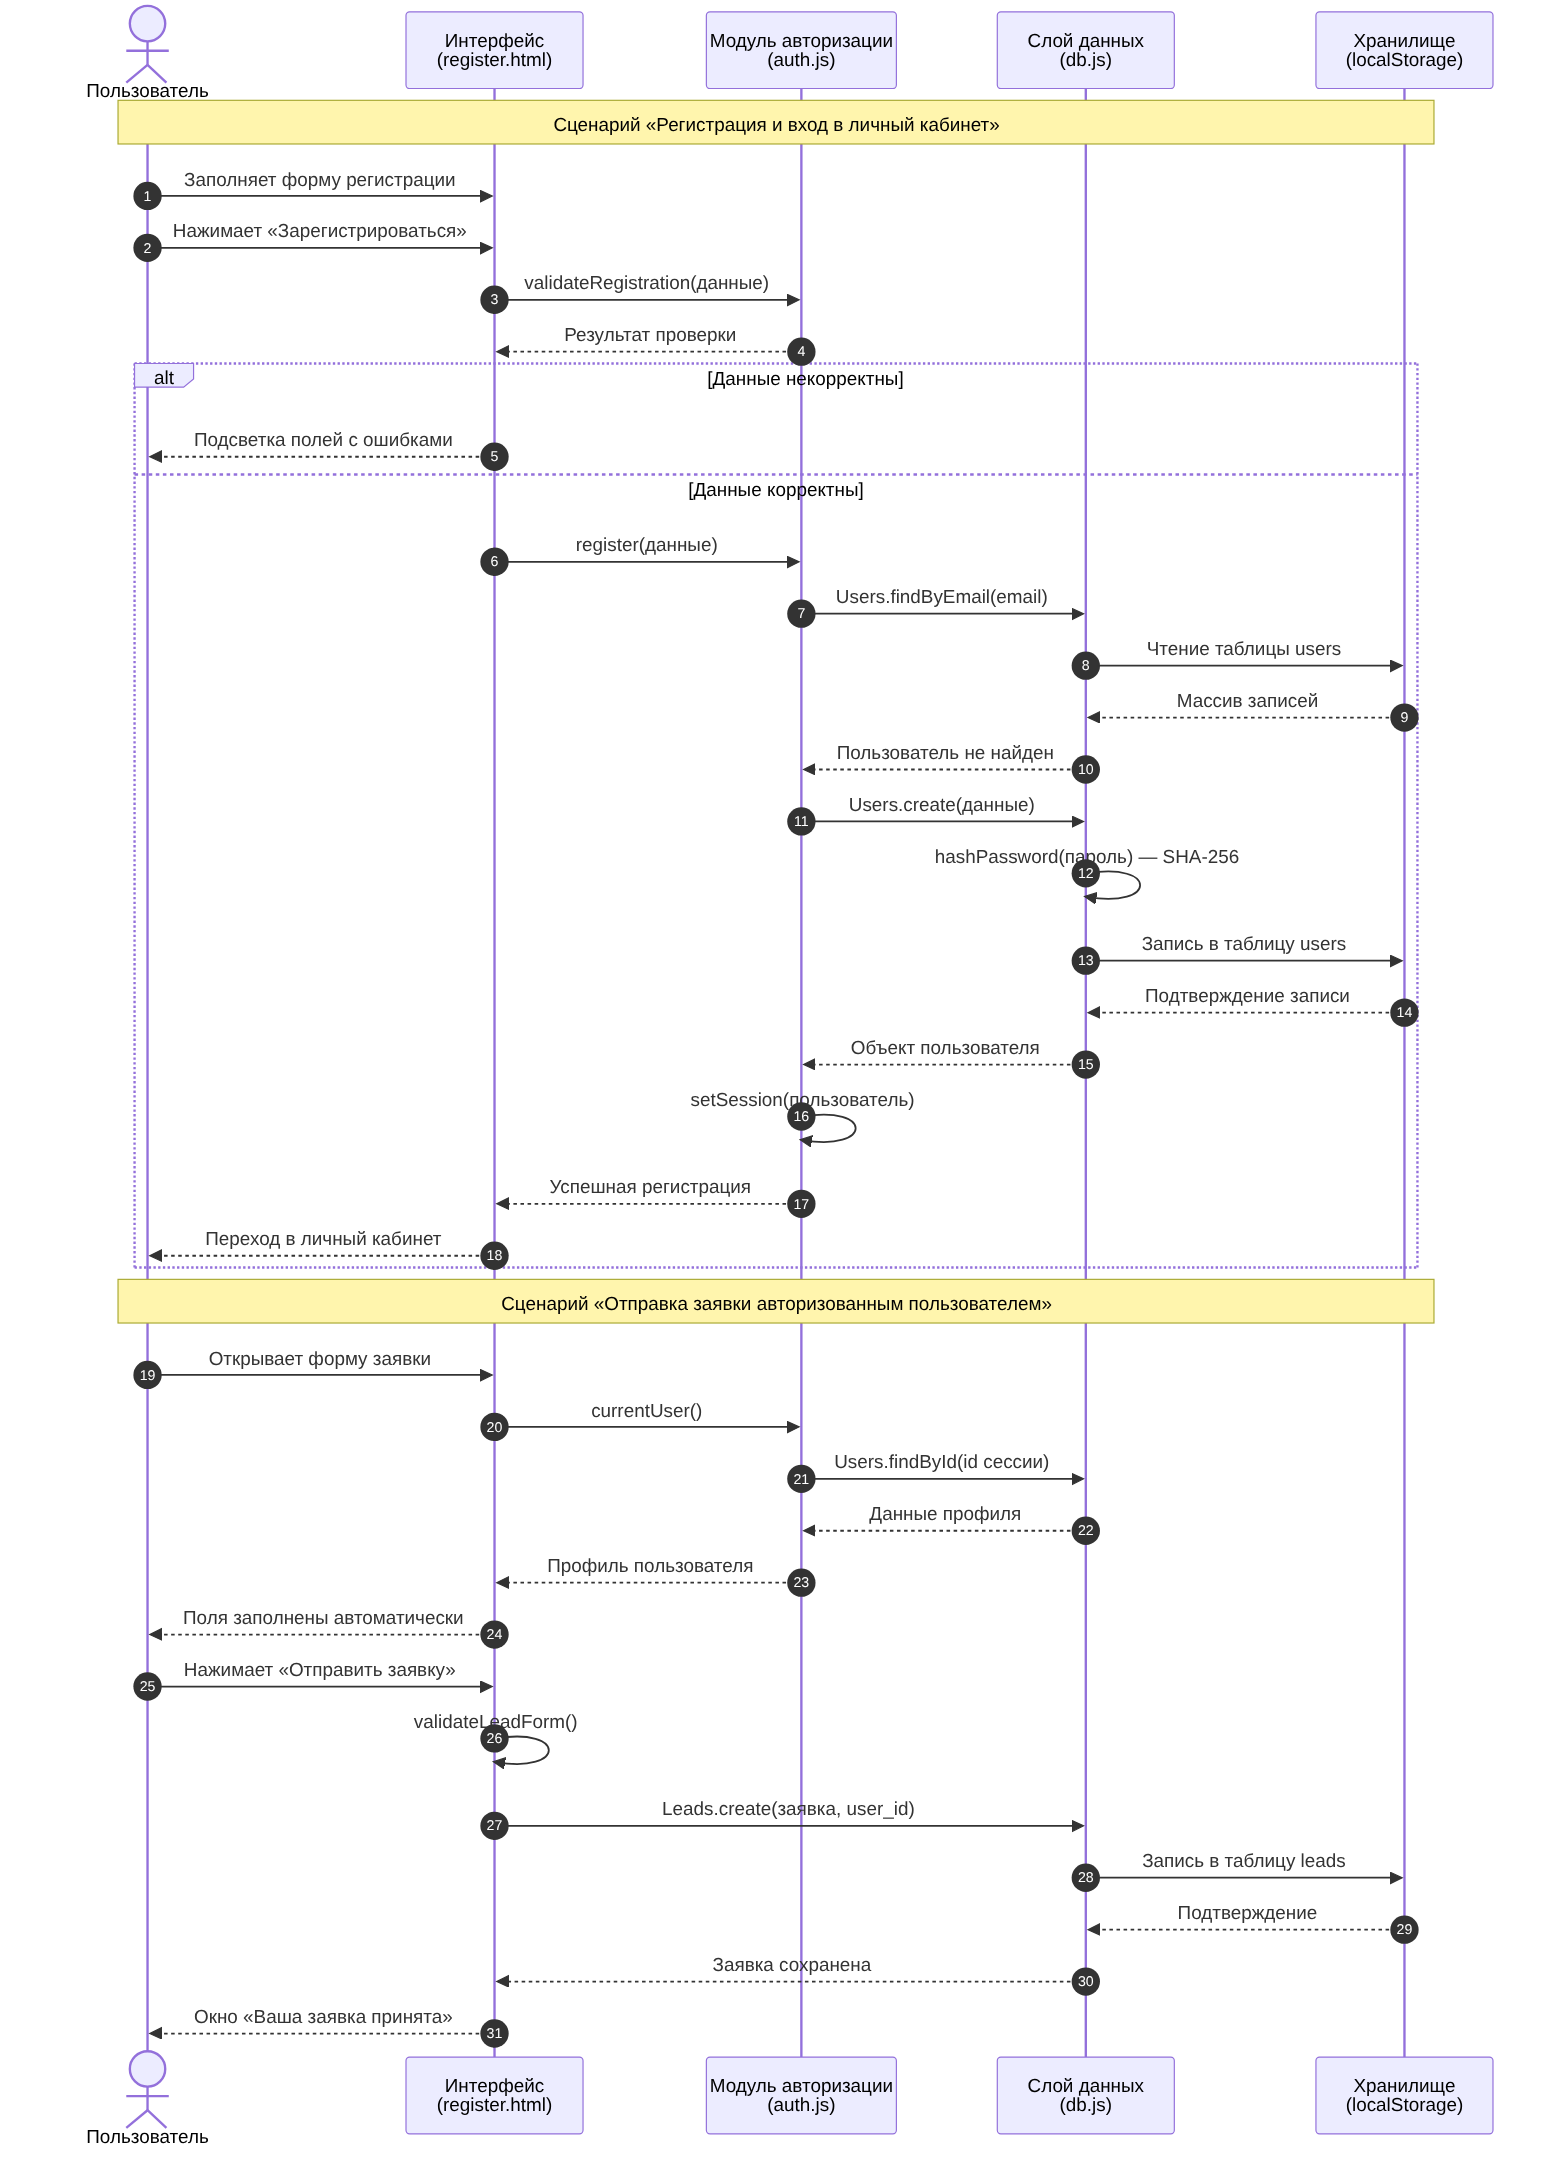 Пользователь
Интерфейс
(register.html)
Модуль авторизации
(auth.js)
Слой данных
(db.js)
Хранилище
(localStorage)
Сценарий «Регистрация и вход в личный кабинет»
1 Заполняет форму регистрации
2 Нажимает «Зарегистрироваться»
3 validateRegistration(данные)
Результат проверки 4
alt [Данные некорректны]
Подсветка полей с ошибками 5
[Данные корректны]
6 register(данные)
7 Users.findByEmail(email)
8 Чтение таблицы users
Массив записей 9
Пользователь не найден 10
11 Users.create(данные)
hashPassword(пароль) — SHA-256
12
13 Запись в таблицу users
Подтверждение записи 14
Объект пользователя 15
setSession(пользователь)
16
Успешная регистрация 17
Переход в личный кабинет 18
Сценарий «Отправка заявки авторизованным пользователем»
19 Открывает форму заявки
20 currentUser()
21 Users.findById(id сессии)
Данные профиля 22
Профиль пользователя 23
Поля заполнены автоматически 24
25 Нажимает «Отправить заявку»
validateLeadForm()
26
27 Leads.create(заявка, user_id)
28 Запись в таблицу leads
Подтверждение 29
Заявка сохранена 30
Окно «Ваша заявка принята» 31
Пользователь
Интерфейс
(register.html)
Модуль авторизации
(auth.js)
Слой данных
(db.js)
Хранилище
(localStorage)